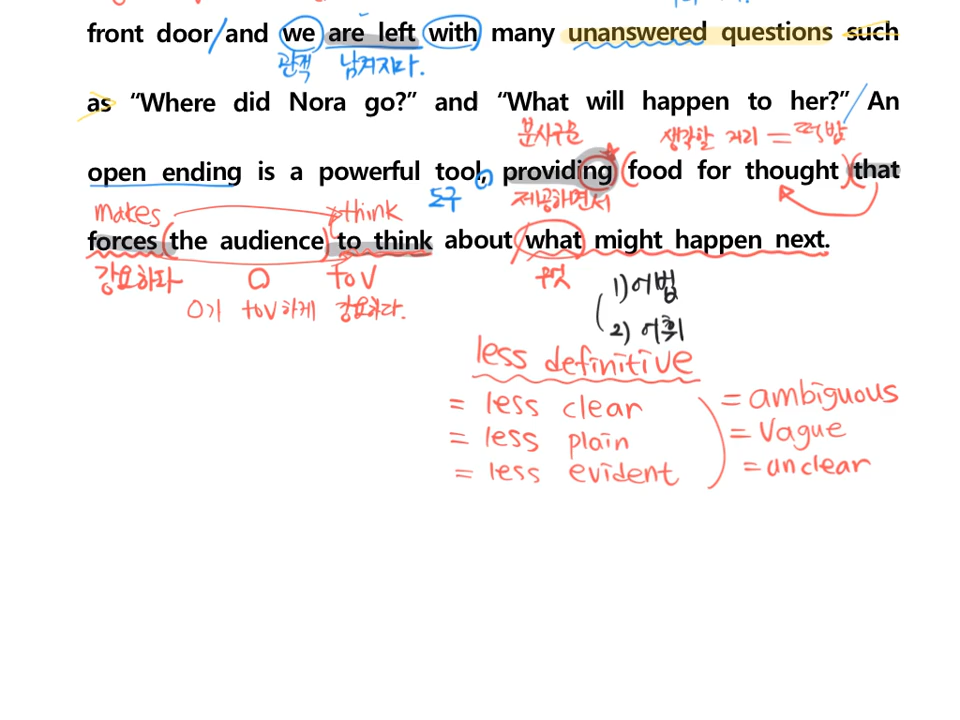 front door/and we are left with many unanswered questions such
관객 남겨지다.
as “Where did Nora go?” and “What will happen to her?”/An
분사구문 생각할 거리 = 떡밥
open ending is a powerful tool, providing (food for thought)(that
도구 제공하면서
makes think
forces (the audience) to think about (what might happen next.
강요하다 O toV 무엇
O가 toV하게 강요하다.
1) 어법
2) 어휘
less definitive
= less clear = ambiguous
= less plain = vague
= less evident = unclear